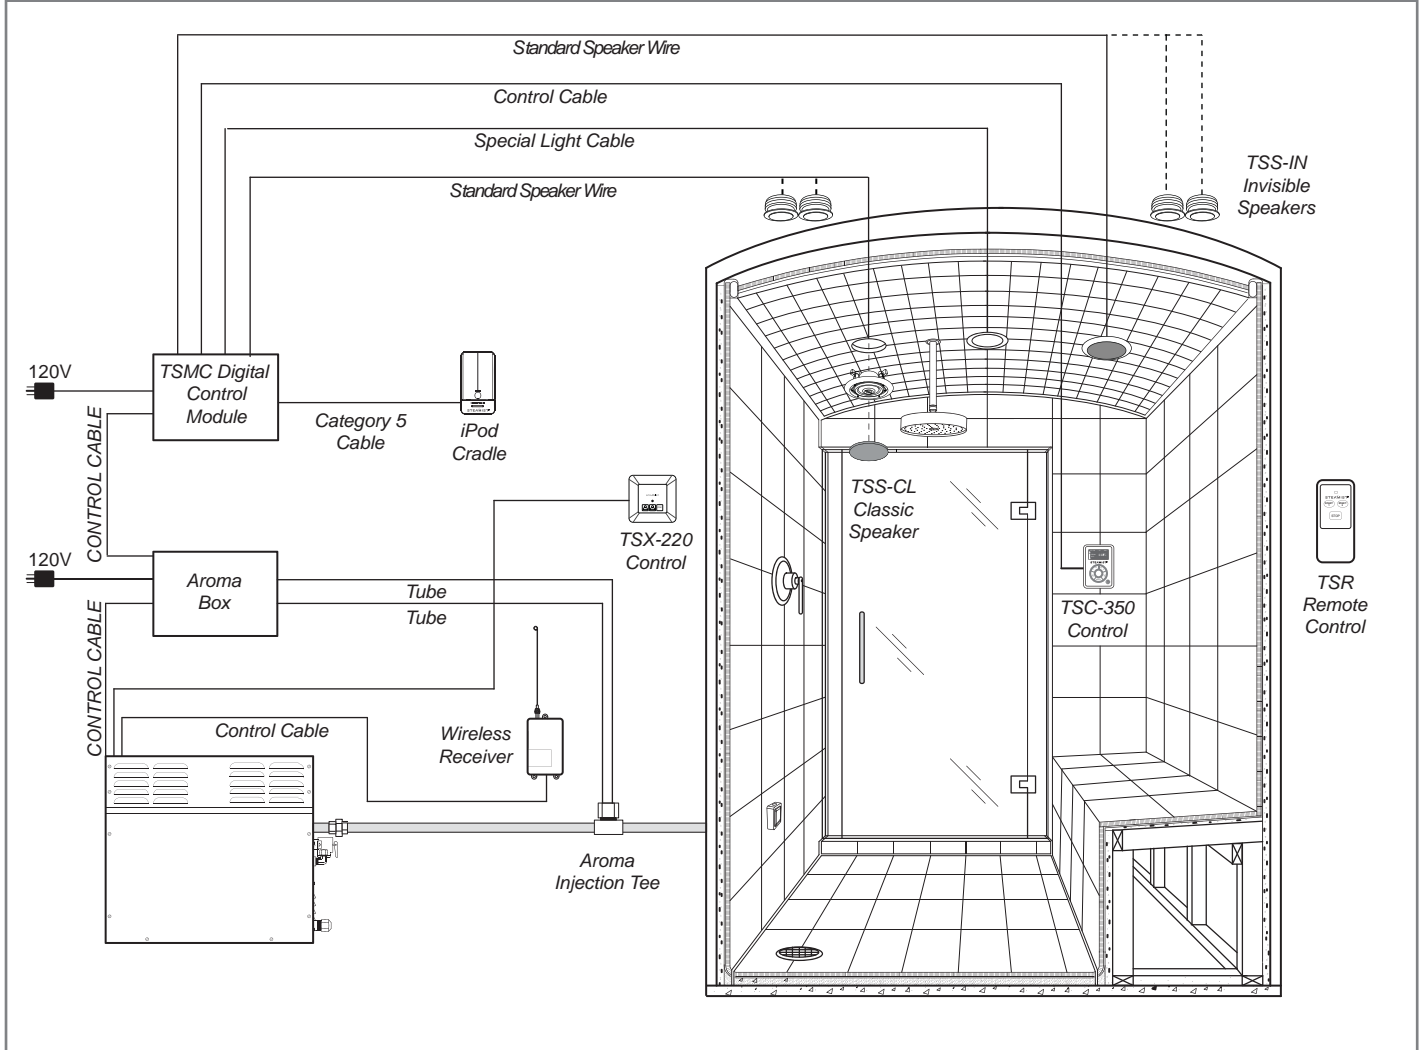 Standard Speaker Wire
Control Cable
Special Light Cable
Standard Speaker Wire
TSS-IN
Invisible
Speakers
120V
TSMC Digital
Control
Module
Category 5
Cable
iPod
Cradle
CONTROL CABLE
TSX-220
Control
TSS-CL
Classic
Speaker
STEAMIST
TSR
Remote
Control
TSC-350
Control
120V
Aroma
Box
Tube
Tube
CONTROL CABLE
Control Cable
Wireless
Receiver
Aroma
Injection Tee